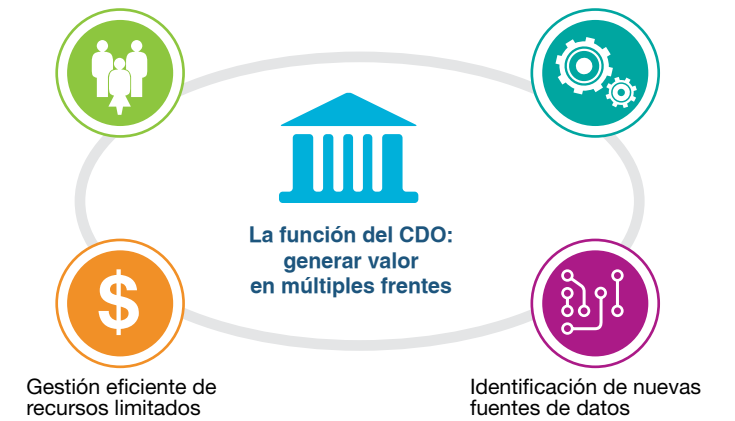 La función del CDO:
generar valor
en múltiples frentes
$
Gestión eficiente de
recursos limitados
Identificación de nuevas
fuentes de datos